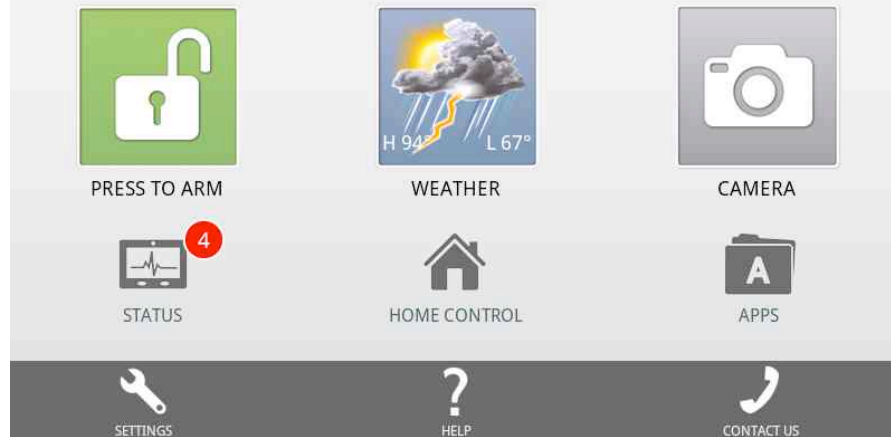 H 94° L 67°
PRESS TO ARM WEATHER CAMERA
4
A
STATUS HOME CONTROL APPS
?
SETTINGS HELP CONTACT US